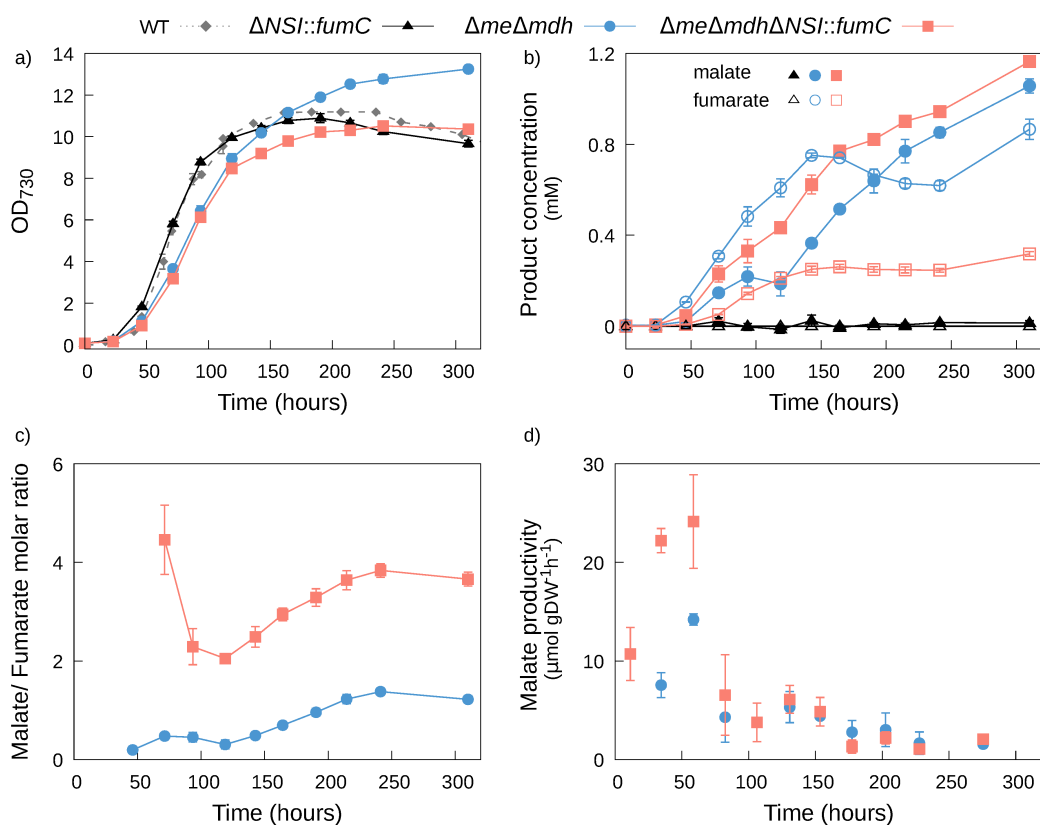 WT ΔNSI::fumC ΔmeΔmdh ΔmeΔmdhΔNSI::fumC
a)
14
12
10
8
6
4
2
0
OD730
0 50 100 150 200 250 300
Time (hours)
b)
malate
fumarate
1.2
0.8
0.4
0
Product concentration
(mM)
0 50 100 150 200 250 300
Time (hours)
c)
6
4
2
0
Malate/ Fumarate molar ratio
0 50 100 150 200 250 300
Time (hours)
d)
30
20
10
0
Malate productivity
(μmol gDW-1h-1)
0 50 100 150 200 250 300
Time (hours)